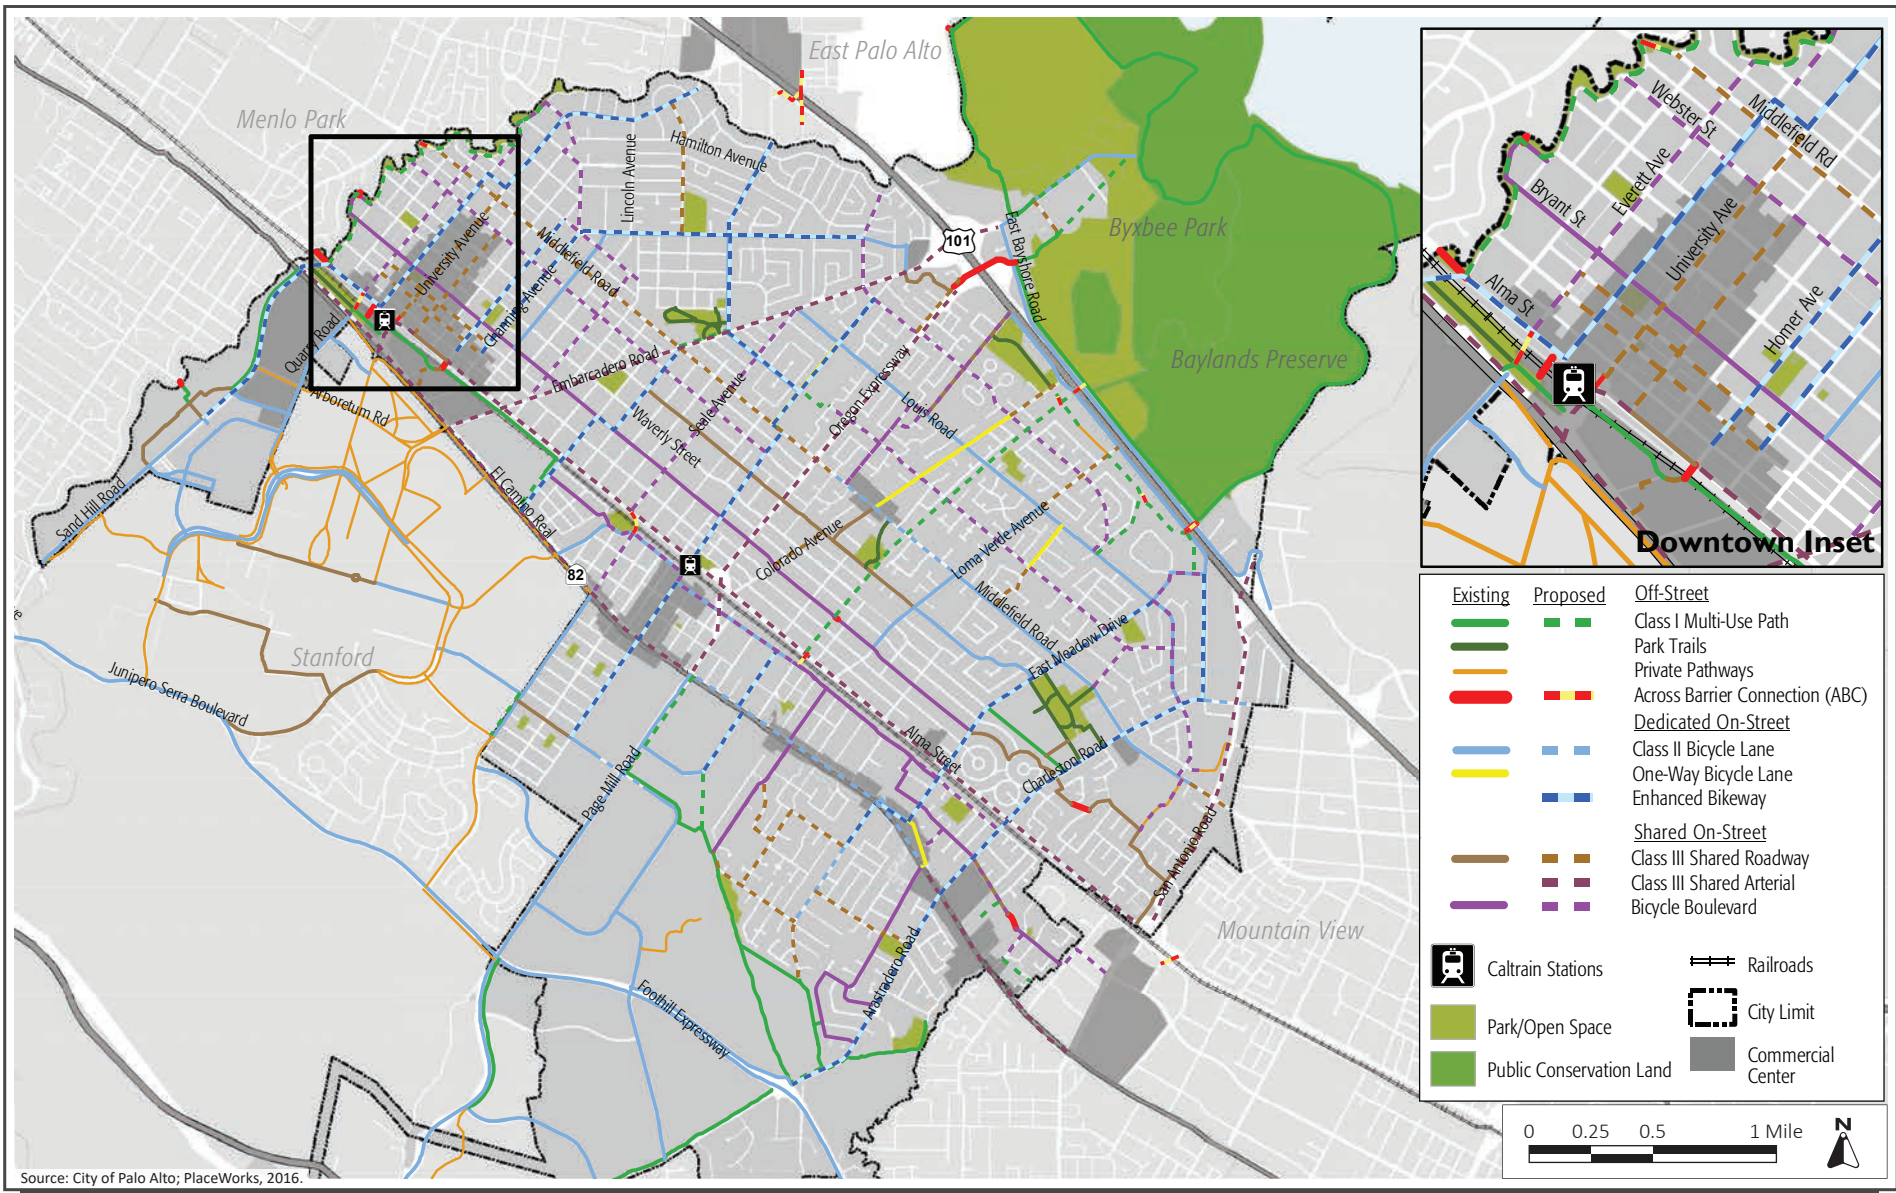 East Palo Alto
Menlo Park
Hamilton Avenue
Lincoln Avenue
University Avenue
Middlefield Road
Channing Avenue
101
East Bayshore Road
Byxbee Park
Baylands Preserve
Quarry Road
Embarcadero Road
Arboretum Rd
Waverly Street
Seale Avenue
Oregon Expressway
Louis Road
Sand Hill Road
El Camino Real
Colorado Avenue
Loma Verde Avenue
82
Middlefield Road
East Meadow Drive
Stanford
Junipero Serra Boulevard
Page Mill Road
Alma Street
Charleston Road
San Antonio Road
Mountain View
Arastradero Road
Foothill Expressway
Webster St
Middlefield Rd
Everett Ave
Bryant St
University Ave
Alma St
Homer Ave
Downtown Inset
Existing Proposed Off-Street
Class I Multi-Use Path
Park Trails
Private Pathways
Across Barrier Connection (ABC)
Dedicated On-Street
Class II Bicycle Lane
One-Way Bicycle Lane
Enhanced Bikeway
Shared On-Street
Class III Shared Roadway
Class III Shared Arterial
Bicycle Boulevard
Caltrain Stations
Railroads
Park/Open Space
City Limit
Public Conservation Land
Commercial
Center
0 0.25 0.5 1 Mile
N
Source: City of Palo Alto; PlaceWorks, 2016.